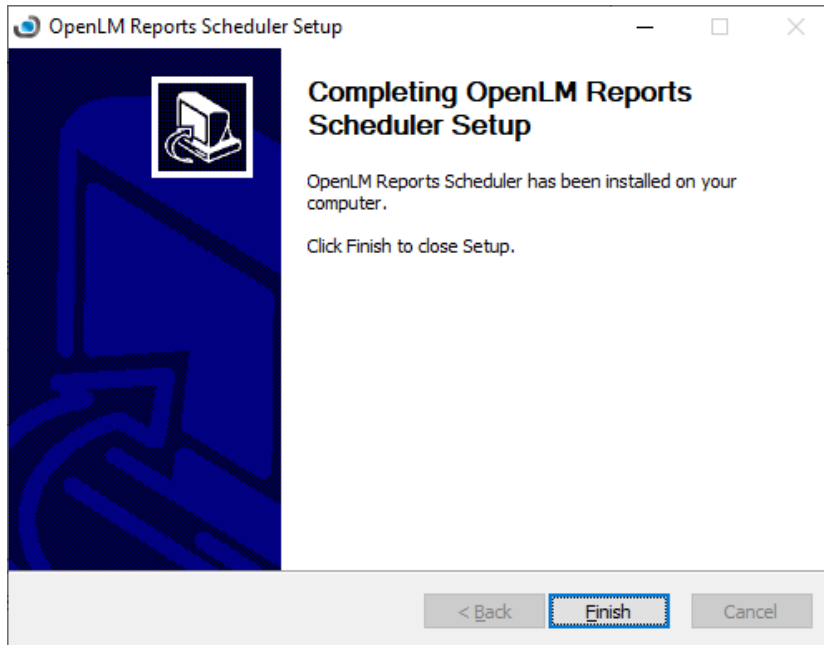 OpenLM Reports Scheduler Setup
Completing OpenLM Reports
Scheduler Setup
OpenLM Reports Scheduler has been installed on your
computer.
Click Finish to close Setup.
< Back
Finish
Cancel